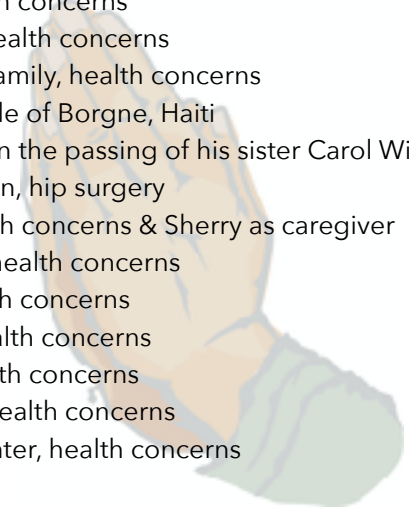 h concerns
ealth concerns
amily, health concerns
le of Borgne, Haiti
n the passing of his sister Carol Wi
n, hip surgery
h concerns & Sherry as caregiver
health concerns
h concerns
alth concerns
th concerns
ealth concerns
ter, health concerns